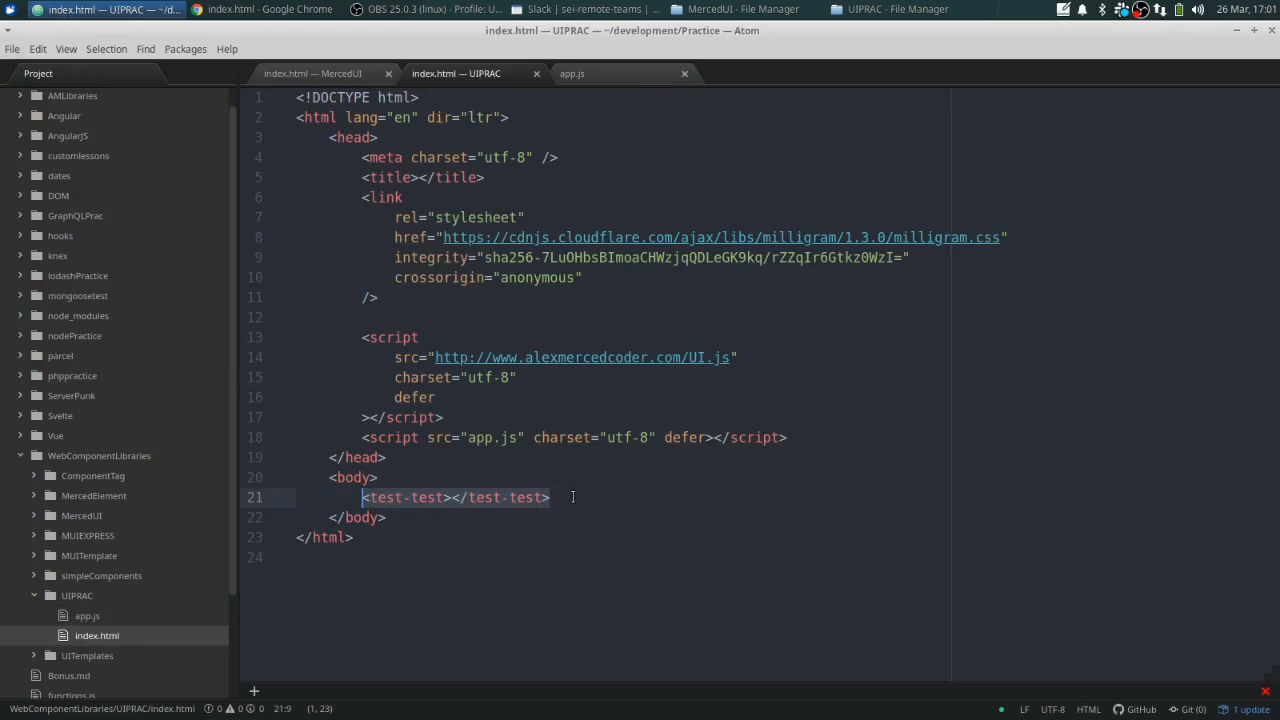 index.html — UIPRAC — ~/d...
index.html - Google Chrome
OBS 25.0.3 (linux) - Profile: U...
Slack | sei-remote-teams | ...
MercedUI - File Manager
UIPRAC - File Manager
26 Mar, 17:01
index.html — UIPRAC — ~/development/Practice — Atom
File Edit View Selection Find Packages Help
Project
index.html — MercedUI
index.html — UIPRAC
app.js
AMLibraries
Angular
AngularJS
customlessons
dates
DOM
GraphQLPrac
hooks
knex
lodashPractice
mongoosetest
node_modules
nodePractice
parcel
phppractice
ServerPunk
Svelte
Vue
WebComponentLibraries
ComponentTag
MercedElement
MercedUI
MUIEXPRESS
MUITemplate
simpleComponents
UIPRAC
app.js
index.html
UITemplates
Bonus.md
functions.js
1 <!DOCTYPE html>
2 <html lang="en" dir="ltr">
3 <head>
4 <meta charset="utf-8" />
5 <title></title>
6 <link
7 rel="stylesheet"
8 href="https://cdnjs.cloudflare.com/ajax/libs/milligram/1.3.0/milligram.css"
9 integrity="sha256-7LuOHbsBImoaCHWzjqQDLeGK9kq/rZZqIr6Gtkz0WzI="
10 crossorigin="anonymous"
11 />
12
13 <script
14 src="http://www.alexmercedcoder.com/UI.js"
15 charset="utf-8"
16 defer
17 ></script>
18 <script src="app.js" charset="utf-8" defer></script>
19 </head>
20 <body>
21 <test-test></test-test>
22 </body>
23 </html>
24
WebComponentLibraries/UIPRAC/index.html 0 0 0 21:9 (1, 23)
LF UTF-8 HTML GitHub Git (0) 1 update